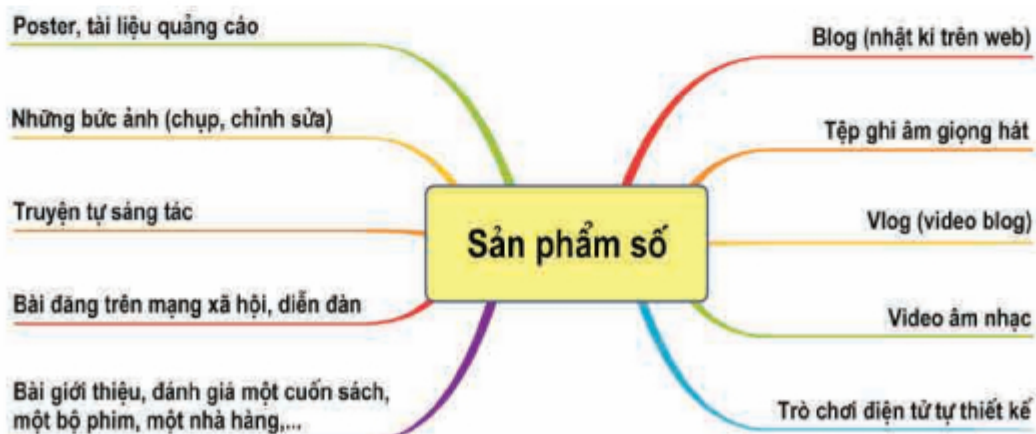 Poster, tài liệu quảng cáo
Những bức ảnh (chụp, chỉnh sửa)
Truyện tự sáng tác
Bài đăng trên mạng xã hội, diễn đàn
Bài giới thiệu, đánh giá một cuốn sách,
một bộ phim, một nhà hàng,...
Sản phẩm số
Blog (nhật kí trên web)
Tệp ghi âm giọng hát
Vlog (video blog)
Video âm nhạc
Trò chơi điện tử tự thiết kế